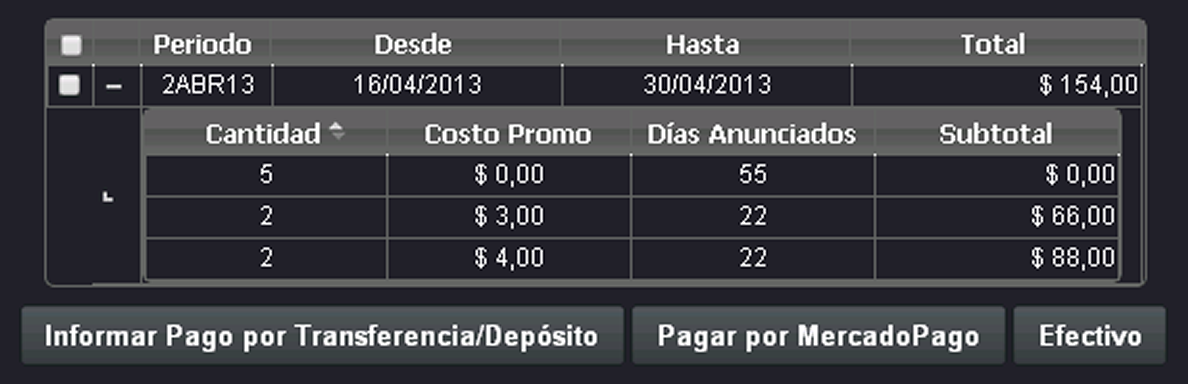 Periodo Desde Hasta Total
2ABR13 16/04/2013 30/04/2013 $ 154,00
Cantidad Costo Promo Días Anunciados Subtotal
5 $ 0,00 55 $ 0,00
2 $ 3,00 22 $ 66,00
2 $ 4,00 22 $ 88,00
Informar Pago por Transferencia/Depósito Pagar por MercadoPago Efectivo